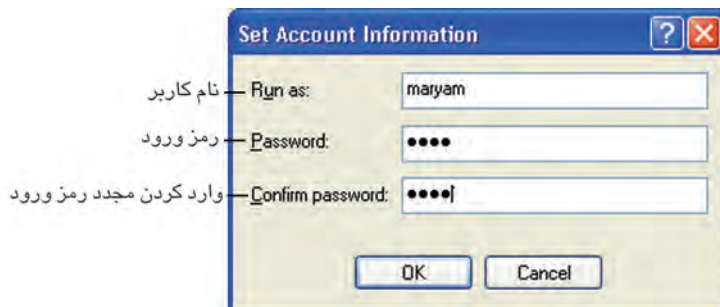 Set Account Information
نام کاربر
Run as:
maryam
رمز ورود
Password:
••••
وارد کردن مجدد رمز ورود
Confirm password:
••••
OK
Cancel